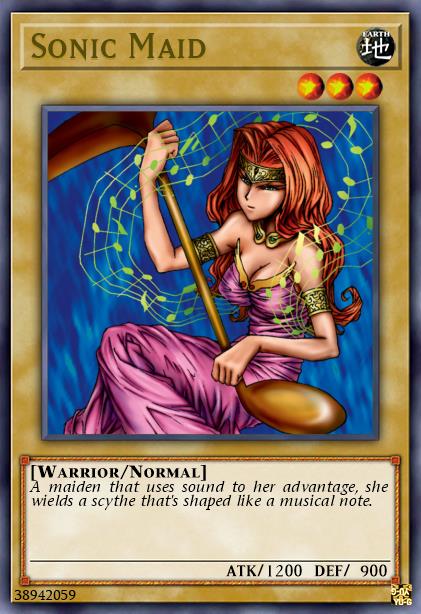 Sonic Maid
EARTH
地
[Warrior/Normal]
A maiden that uses sound to her advantage, she
wields a scythe that's shaped like a musical note.
ATK/1200 DEF/ 900
38942059